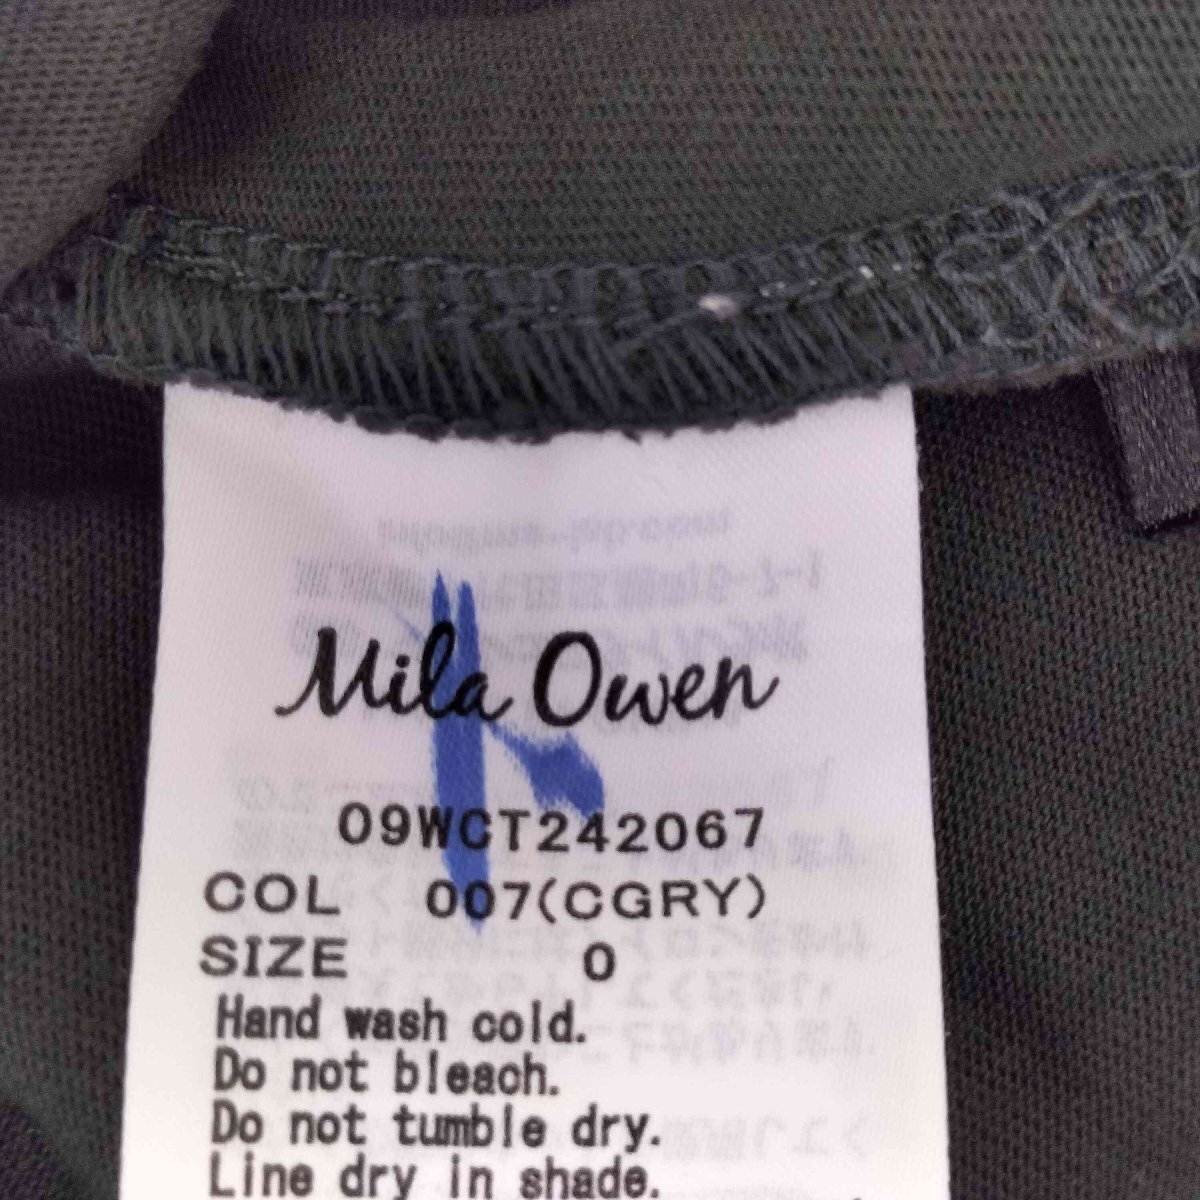 Mila Owen
09WCT242067
COL 007(CGRY)
SIZE 0
Hand wash cold.
Do not bleach.
Do not tumble dry.
Line dry in shade.